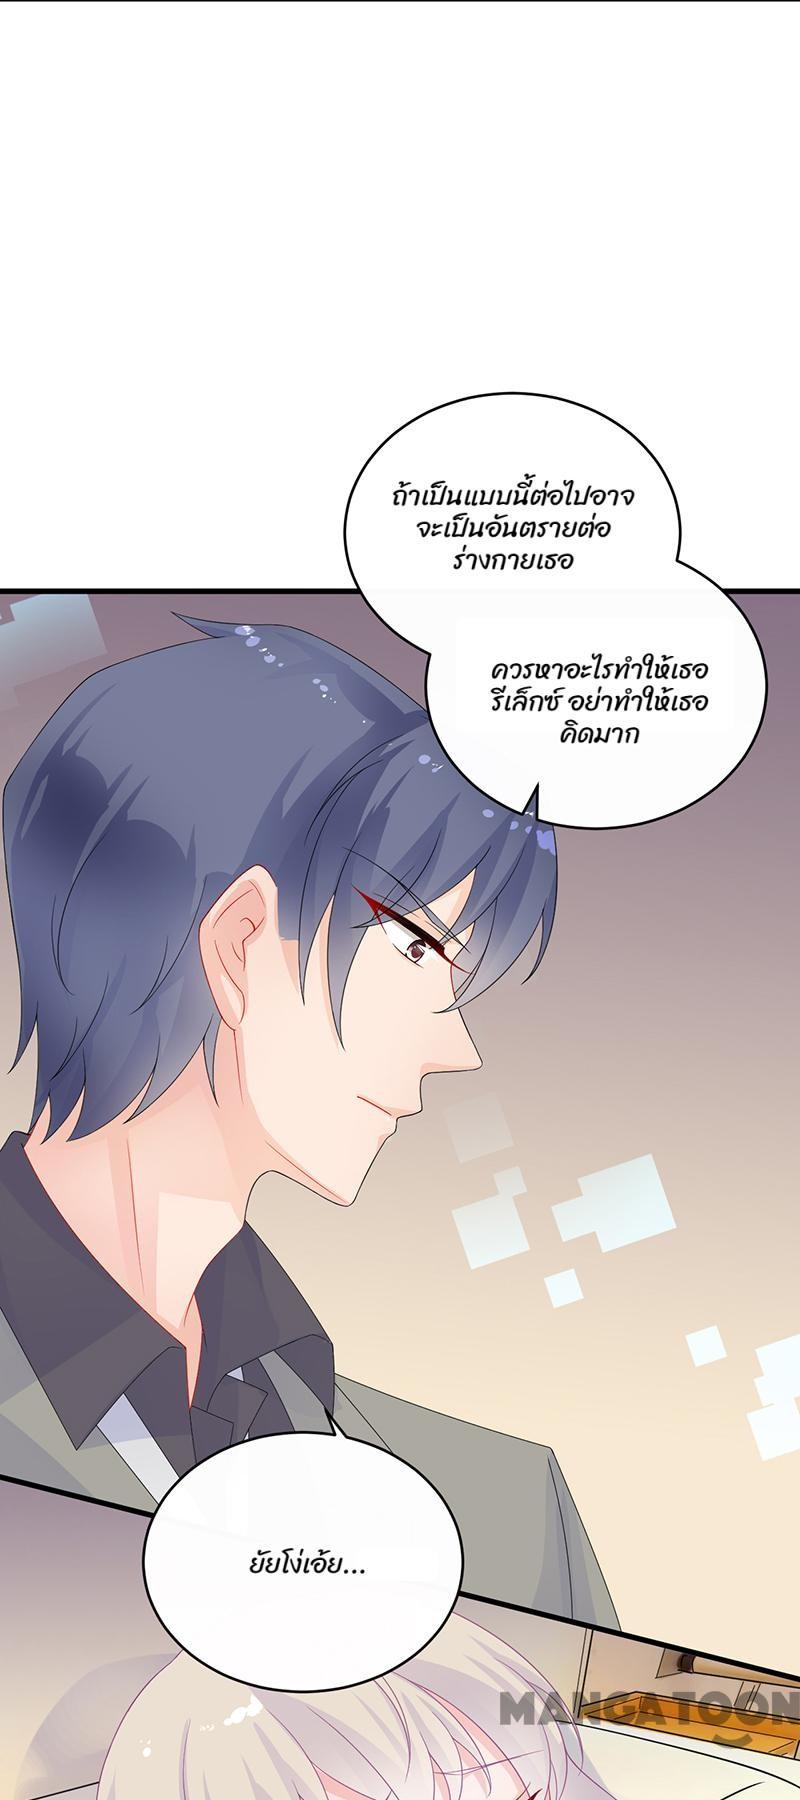 ถ้าเป็นแบบนี้ต่อไปอาจ
จะเป็นอันตรายต่อ
ร่างกายเธอ
ควรหาอะไรทำให้เธอ
รีเล็กซ์ อย่าทำให้เธอ
คิดมาก
ยัยโง่เอ้ย...
MANGATOON